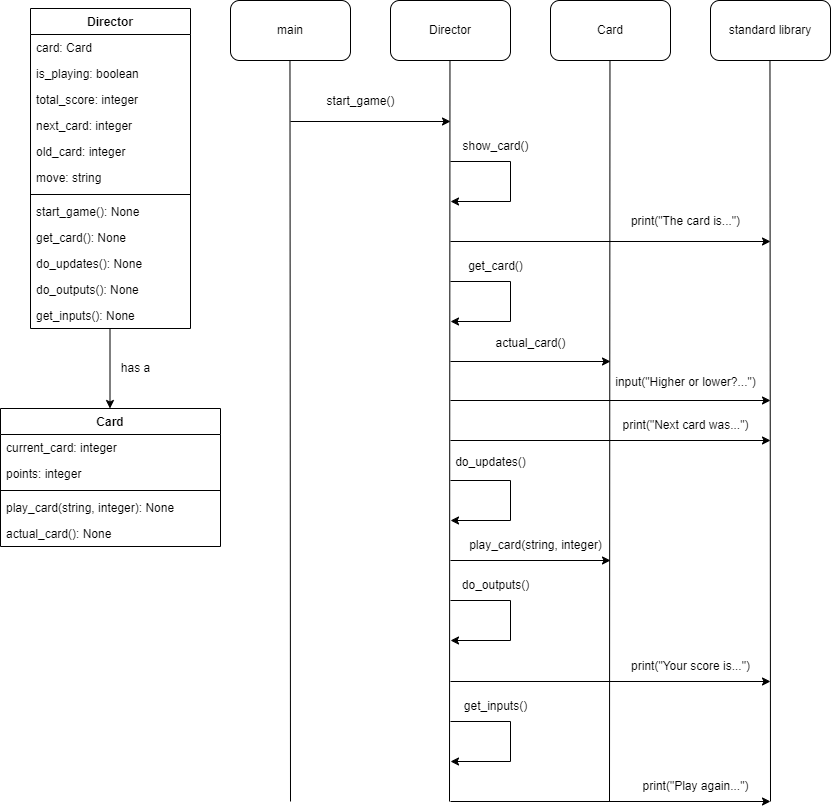 Director
card: Card
is_playing: boolean
total_score: integer
next_card: integer
old_card: integer
move: string
start_game(): None
get_card(): None
do_updates(): None
do_outputs(): None
get_inputs(): None
has a
Card
current_card: integer
points: integer
play_card(string, integer): None
actual_card(): None
main
Director
Card
standard library
start_game()
show_card()
print("The card is...")
get_card()
actual_card()
input("Higher or lower?...")
print("Next card was...")
do_updates()
play_card(string, integer)
do_outputs()
print("Your score is...")
get_inputs()
print("Play again...")